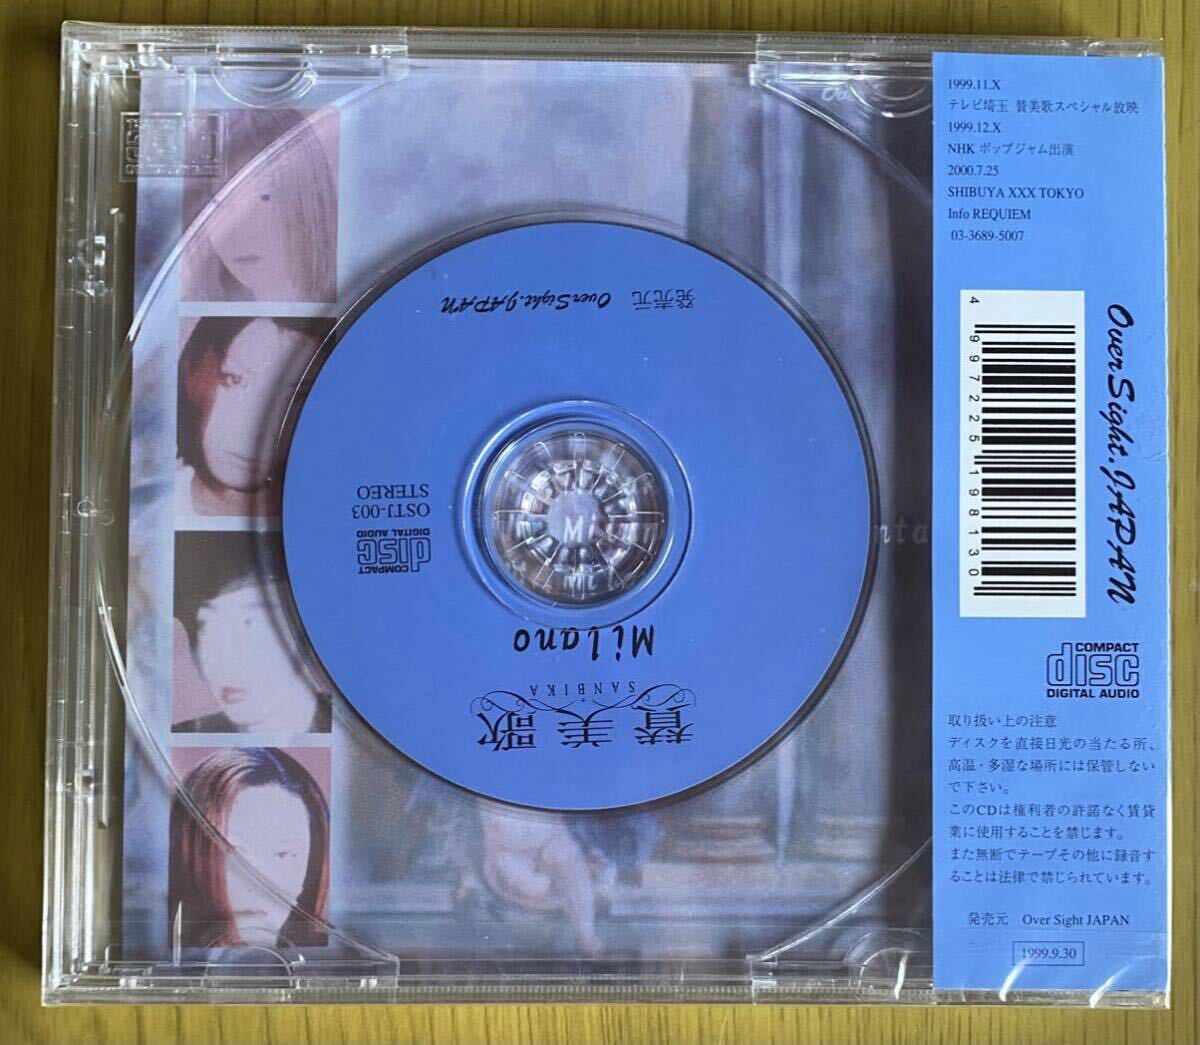 1999.11.X
テレビ埼玉 賛美歌スペシャル放映
1999.12.X
NHK ポップジャム出演
2000.7.25
SHIBUYA XXX TOKYO
Info REQUIEM
03-3689-5007
4997225198130
OverSight.JAPAN
COMPACT
disc
DIGITAL AUDIO
取り扱い上の注意
ディスクを直接日光の当たる所、
高温・多湿な場所には保管しない
で下さい。
このCDは権利者の許諾なく賃貸
業に使用することを禁じます。
また無断でテープその他に録音す
ることは法律で禁じられています。
発売元 Over Sight JAPAN
1999.9.30
賛美歌
SANBIKA
Milano
COMPACT
disc
DIGITAL AUDIO
OSTJ-003
STEREO
発売元 OverSight.JAPAN